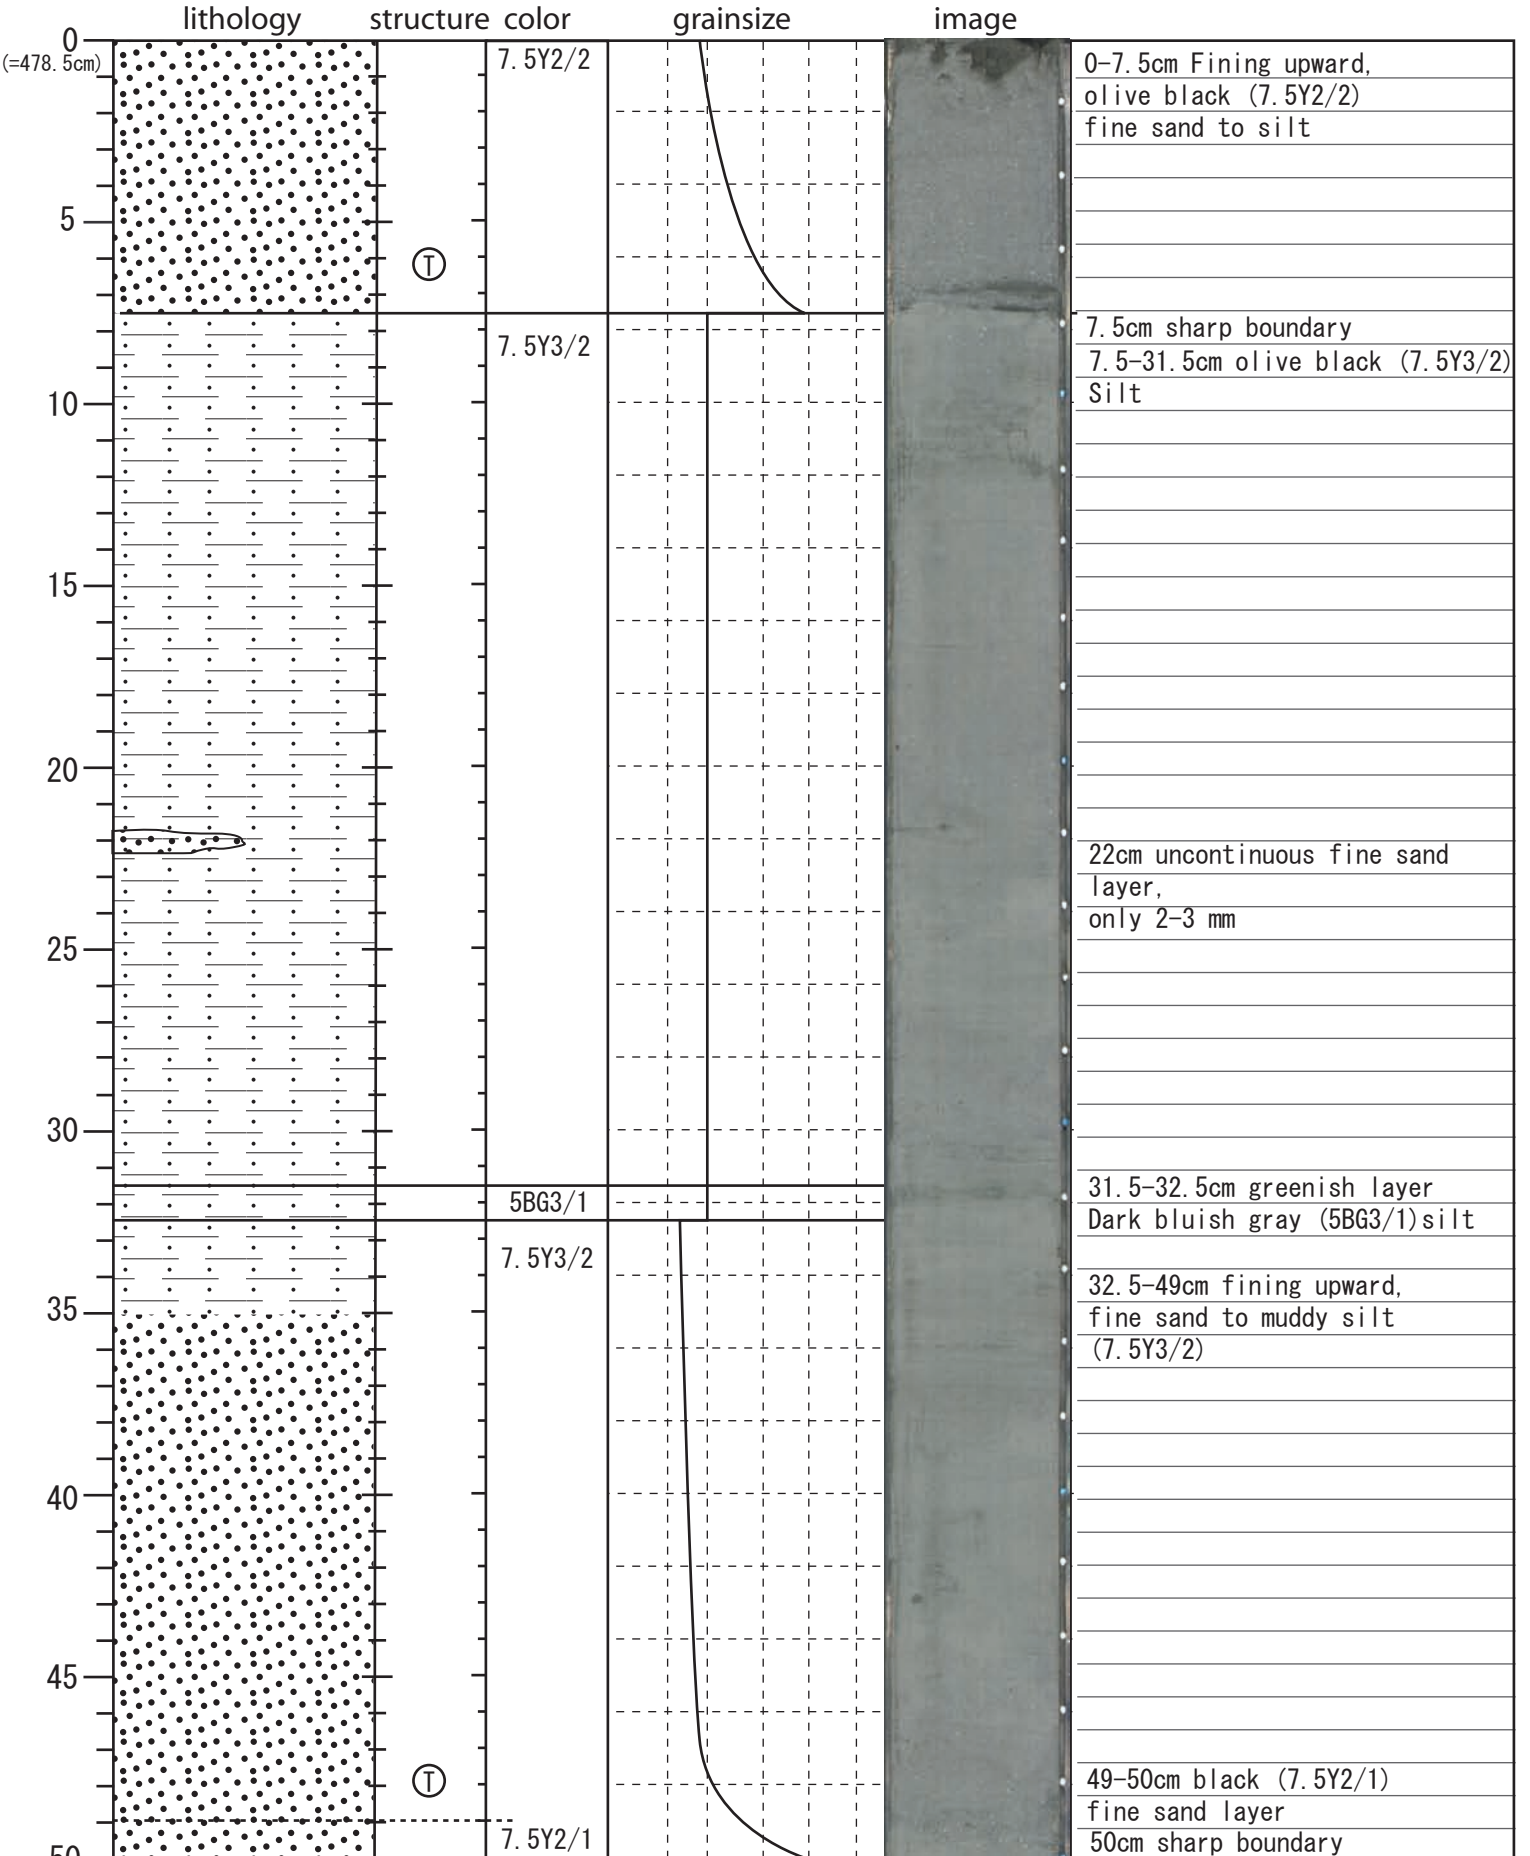 lithology structure color grainsize image
0
(=478.5cm)
7.5Y2/2
0-7.5cm Fining upward,
olive black (7.5Y2/2)
fine sand to silt
5
T
7.5cm sharp boundary
7.5Y3/2
7.5-31.5cm olive black (7.5Y3/2)
Silt
10
15
20
22cm uncontinuous fine sand
layer,
only 2-3 mm
25
30
31.5-32.5cm greenish layer
5BG3/1
Dark bluish gray (5BG3/1)silt
7.5Y3/2
32.5-49cm fining upward,
35
fine sand to muddy silt
(7.5Y3/2)
40
45
T
49-50cm black (7.5Y2/1)
fine sand layer
7.5Y2/1
50cm sharp boundary
50